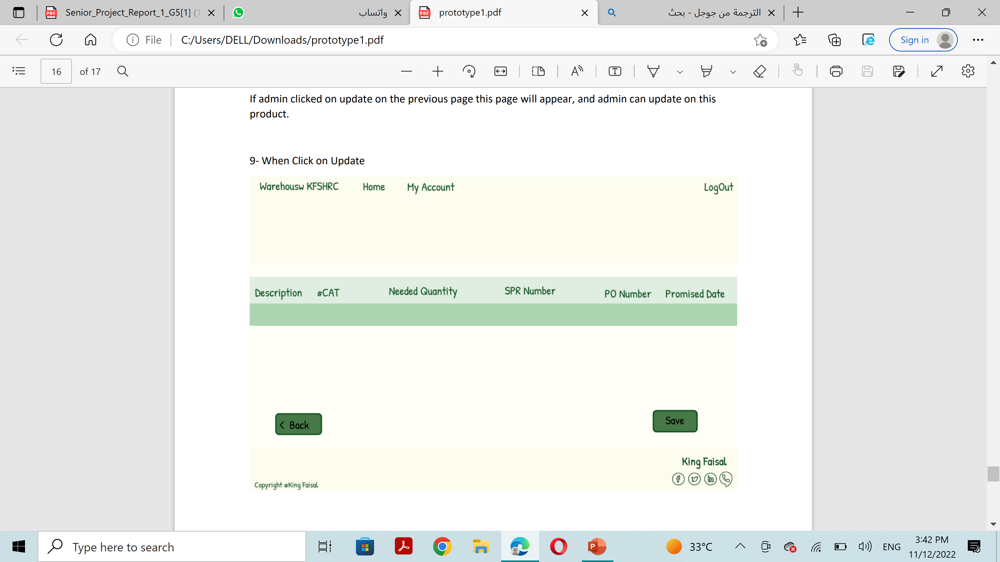 Senior_Project_Report_1_G5[1] (1
واتساب
prototype1.pdf
الترجمة من جوجل - بحث
File
C:/Users/DELL/Downloads/prototype1.pdf
Sign in
16 of 17
If admin clicked on update on the previous page this page will appear, and admin can update on this
product.
9- When Click on Update
Warehousw KFSHRC Home My Account LogOut
Description #CAT Needed Quantity SPR Number PO Number Promised Date
< Back
Save
King Faisal
Copyright @King Faisal
Type here to search
33°C
ENG
3:42 PM
11/12/2022